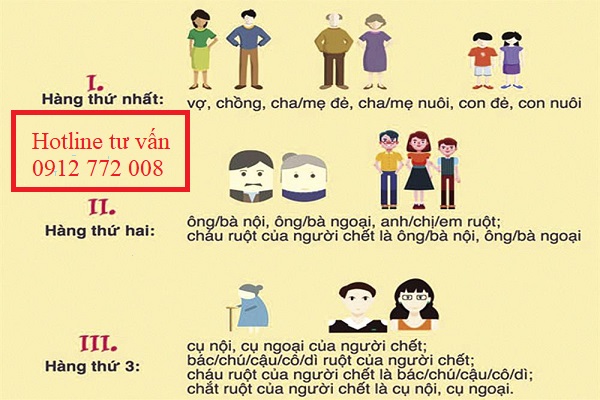 I.
Hàng thứ nhất:
vợ, chồng, cha/mẹ đẻ, cha/mẹ nuôi, con đẻ, con nuôi
Hotline tư vấn
0912 772 008
II.
Hàng thứ hai:
ông/bà nội, ông/bà ngoại, anh/chị/em ruột;
cháu ruột của người chết là ông/bà nội, ông/bà ngoại
III.
Hàng thứ 3:
cụ nội, cụ ngoại của người chết;
bác/chú/cậu/cô/dì ruột của người chết;
cháu ruột của người chết là bác/chú/cậu/cô/dì;
chắt ruột của người chết là cụ nội, cụ ngoại.